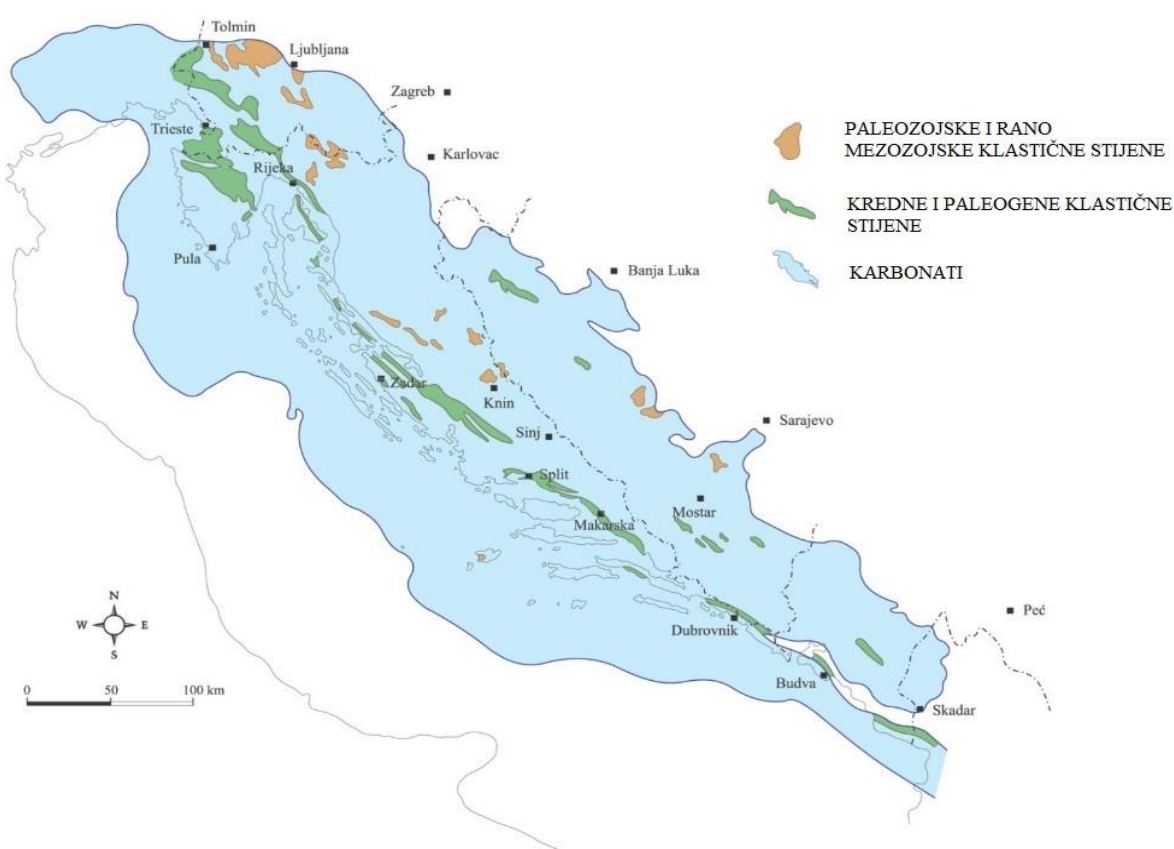 Tolmin
Ljubljana
Zagreb
Trieste
Karlovac
Rijeka
Pula
Banja Luka
Zadar
Knin
Sinj
Sarajevo
Split
Mostar
Makarska
Dubrovnik
Peć
Budva
Skadar
PALEOZOJSKE I RANO
MEZOZOJSKE KLASTIČNE STIJENE
KREDNE I PALEOGENE KLASTIČNE
STIJENE
KARBONATI
N
W E
S
0 50 100 km